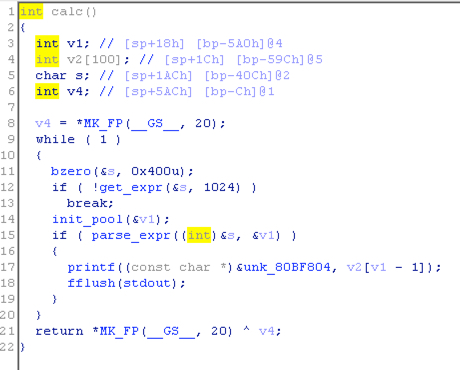 1 int calc()
2 {
3 int v1; // [sp+18h] [bp-5A0h]@4
4 int v2[100]; // [sp+1Ch] [bp-59Ch]@5
5 char s; // [sp+1ACh] [bp-40Ch]@2
6 int v4; // [sp+5ACh] [bp-Ch]@1
7
8 v4 = *MK_FP(__GS__, 20);
9 while ( 1 )
10 {
11 bzero(&s, 0x400u);
12 if ( !get_expr(&s, 1024) )
13 break;
14 init_pool(&v1);
15 if ( parse_expr((int)&s, &v1) )
16 {
17 printf((const char *)&unk_80BF804, v2[v1 - 1]);
18 fflush(stdout);
19 }
20 }
21 return *MK_FP(__GS__, 20) ^ v4;
22 }